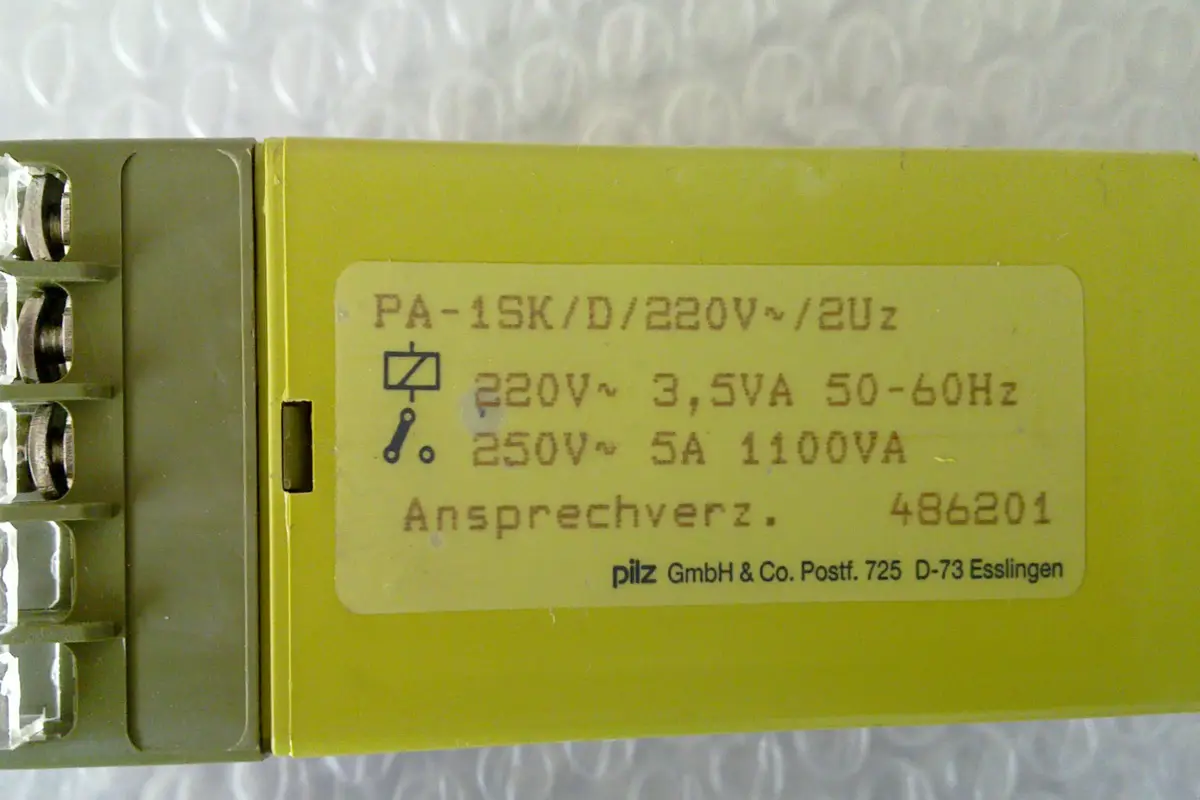 PA-1SK/D/220V~/2Uz
220V~ 3,5VA 50-60Hz
250V~ 5A 1100VA
Ansprechverz. 486201
pilz GmbH & Co. Postf. 725 D-73 Esslingen